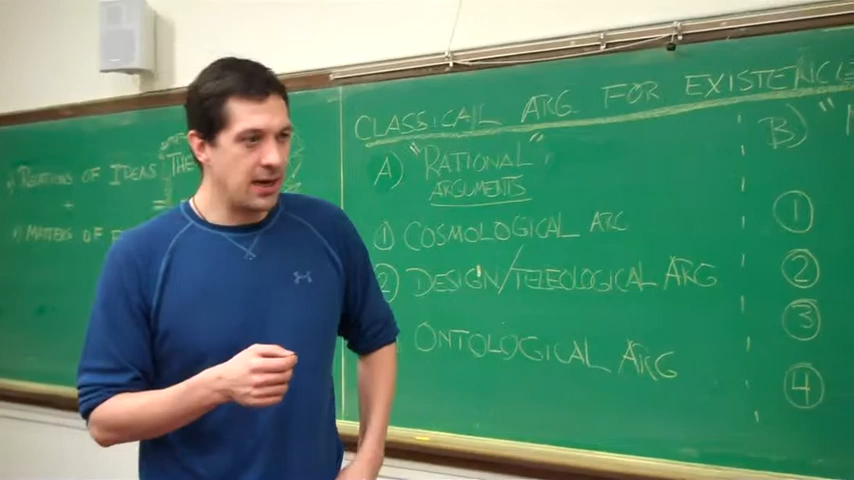 CLASSICAL ARG FOR EXISTENCE
A) "RATIONAL"
ARGUMENTS
① COSMOLOGICAL ARG
② DESIGN/TELEOLOGICAL ARG
ONTOLOGICAL ARG
B) "
①
②
③
④
RELATIONS OF IDEAS
+
MATTERS OF